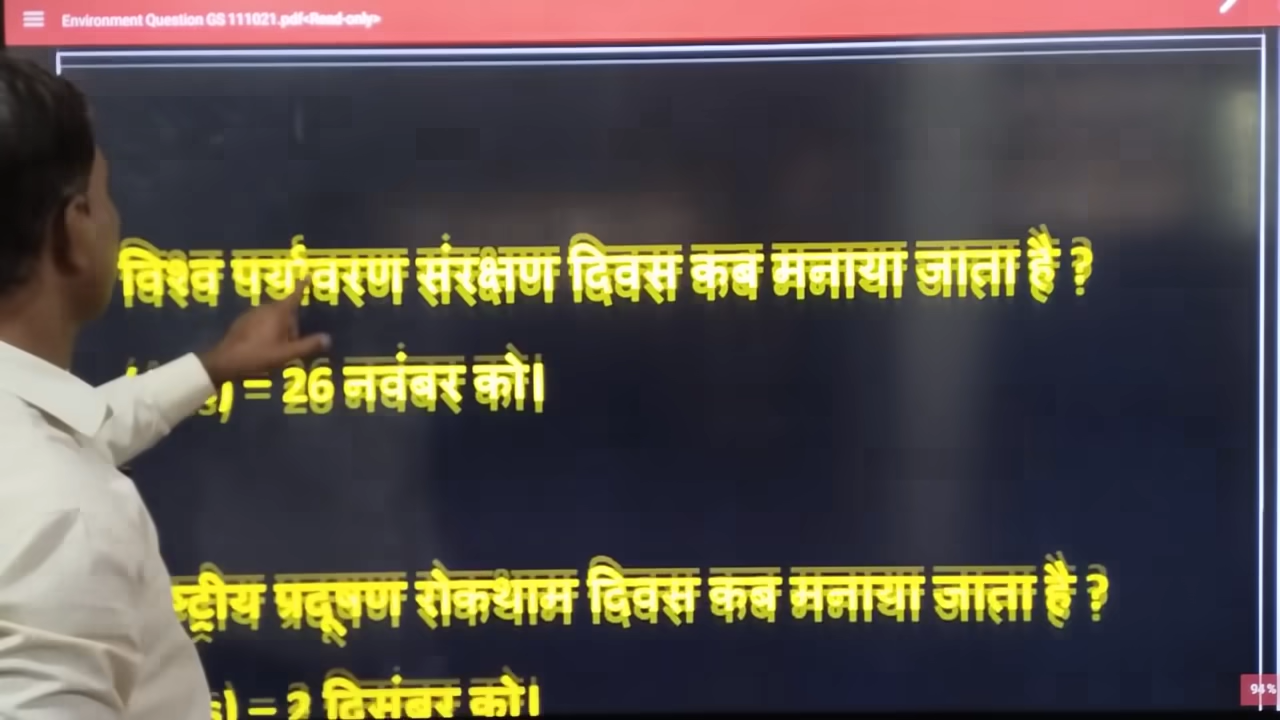 Environment Question GS 111021.pdf<Read-only>
विश्व पर्यावरण संरक्षण दिवस कब मनाया जाता है ?
= 26 नवंबर को।
प्रदूषण रोकथाम दिवस कब मनाया जाता है ?
= 2 दिसंबर को।
94%